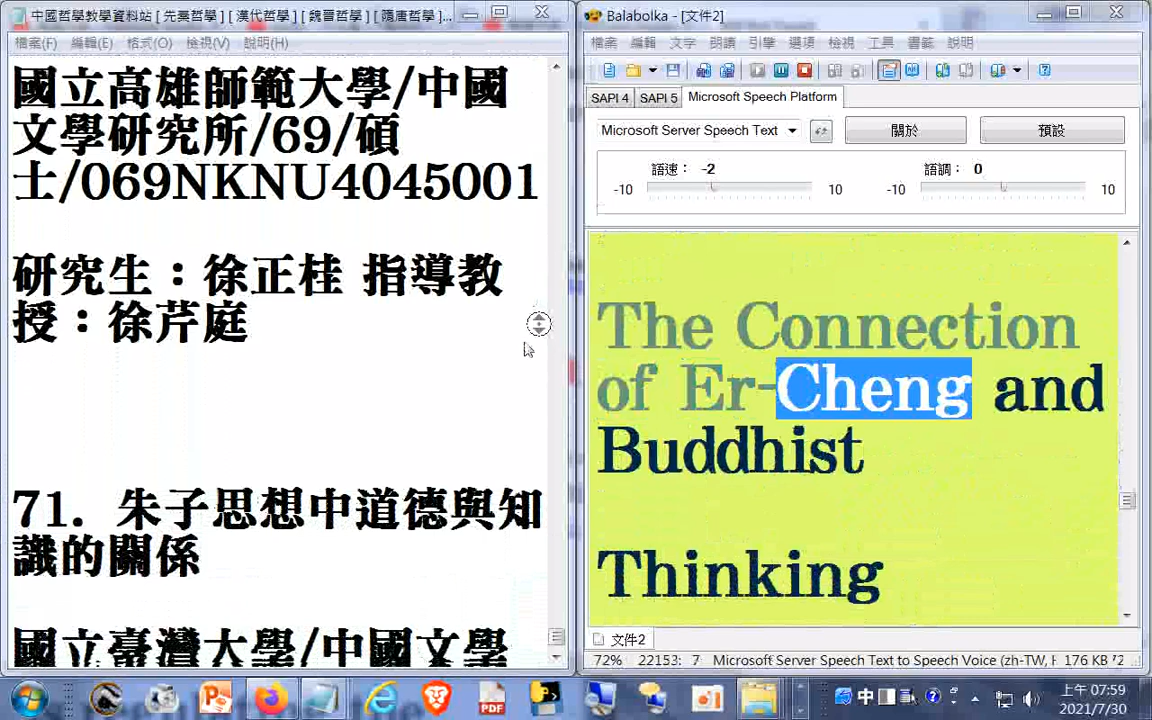 中國哲學教學資料站 [ 先秦哲學 ] [ 漢代哲學 ] [ 魏晉哲學 ] [ 隋唐哲學 ]...
檔案(F) 編輯(E) 格式(O) 檢視(V) 說明(H)
國立高雄師範大學/中國
文學研究所/69/碩
士/069NKNU4045001
研究生：徐正桂 指導教
授：徐芹庭
71. 朱子思想中道德與知
識的關係
國立臺灣大學/中國文學
Balabolka - [文件2]
檔案 編輯 文字 朗讀 引擎 選項 檢視 工具 書籤 說明
SAPI 4 SAPI 5 Microsoft Speech Platform
Microsoft Server Speech Text 關於 預設
語速： -2 語調： 0
-10 10 -10 10
The Connection
of Er-Cheng and
Buddhist
Thinking
文件2
72% 22153: 7 Microsoft Server Speech Text to Speech Voice (zh-TW, 176 KB
中
上午 07:59
2021/7/30